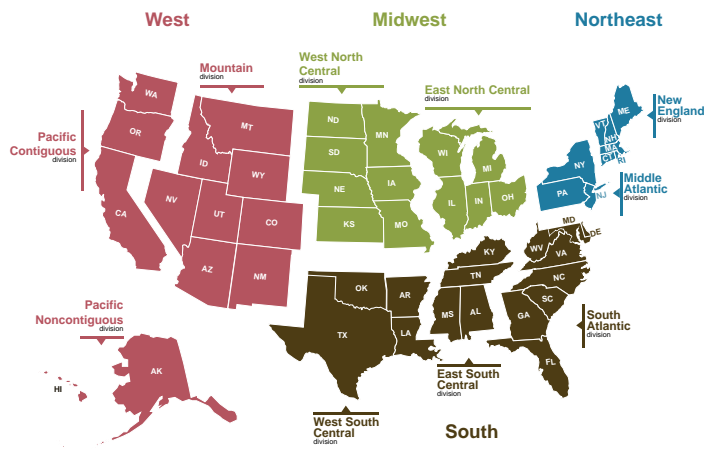 West
Midwest
Northeast
West North
Central
division
Mountain
division
East North Central
division
New
England
division
Pacific
Contiguous
division
Middle
Atlantic
division
WA
OR
CA
MT
ID
WY
NV
UT
CO
AZ
NM
ND
MN
SD
NE
IA
KS
MO
WI
MI
IL
IN
OH
ME
VT
NH
MA
CT
RI
NY
PA
NJ
MD
DE
WV
VA
KY
TN
NC
SC
GA
FL
OK
AR
TX
LA
MS
AL
South
Atlantic
division
Pacific
Noncontiguous
division
AK
HI
East South
Central
division
West South
Central
division
South